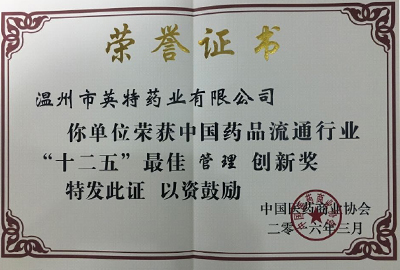 荣誉证书
温州市英特药业有限公司
你单位荣获中国药品流通行业
“十二五”最佳 管理 创新奖
特发此证 以资鼓励
中国医药商业协会
二〇一六年三月